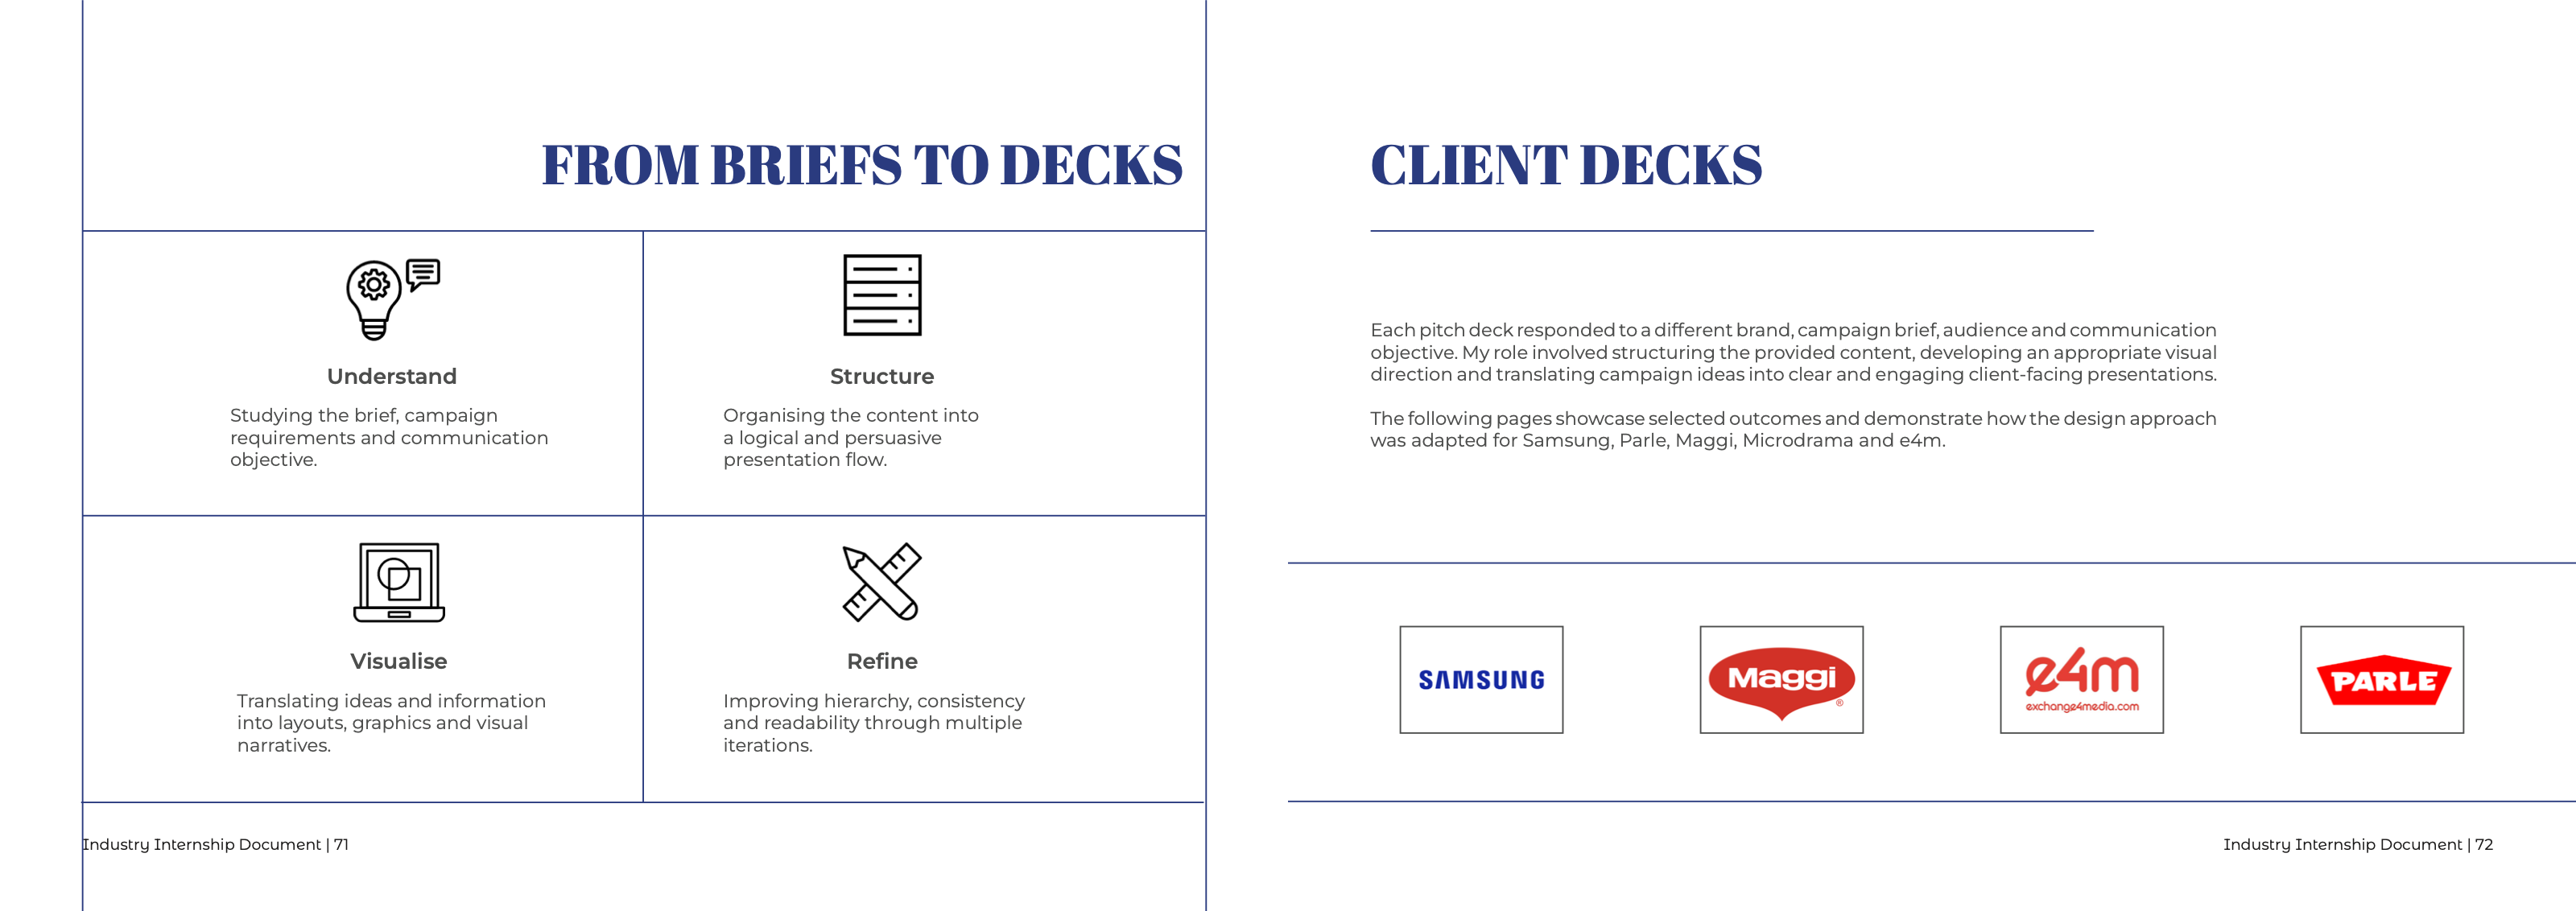 FROM BRIEFS TO DECKS
Understand
Studying the brief, campaign
requirements and communication
objective.
Structure
Organising the content into
a logical and persuasive
presentation flow.
Visualise
Translating ideas and information
into layouts, graphics and visual
narratives.
Refine
Improving hierarchy, consistency
and readability through multiple
iterations.
Industry Internship Document | 71
CLIENT DECKS
Each pitch deck responded to a different brand, campaign brief, audience and communication
objective. My role involved structuring the provided content, developing an appropriate visual
direction and translating campaign ideas into clear and engaging client-facing presentations.
The following pages showcase selected outcomes and demonstrate how the design approach
was adapted for Samsung, Parle, Maggi, Microdrama and e4m.
SAMSUNG
Maggi
®
e4m
exchange4media.com
PARLE
Industry Internship Document | 72